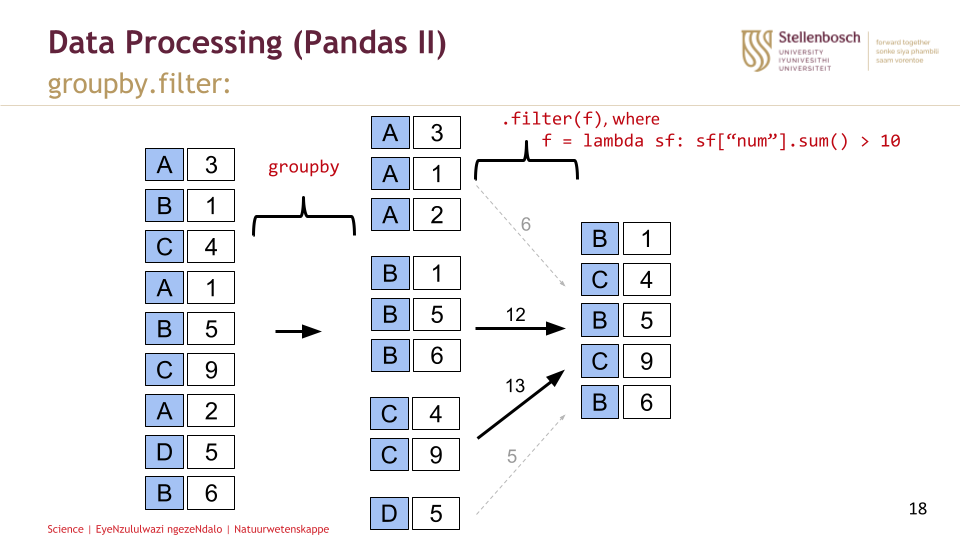 Data Processing (Pandas II)
groupby.filter:
Stellenbosch
UNIVERSITY
IYUNIVESITHI
UNIVERSITEIT
forward together
sonke siya phambili
saam vorentoe
.filter(f), where
f = lambda sf: sf[“num”].sum() > 10
groupby
A 3
B 1
C 4
A 1
B 5
C 9
A 2
D 5
B 6
A 3
A 1
A 2
B 1
B 5
B 6
C 4
C 9
D 5
6
12
13
5
B 1
C 4
B 5
C 9
B 6
18
Science | EyeNzululwazi ngezeNdalo | Natuurwetenskappe